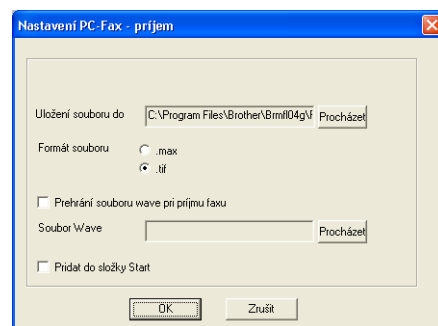 Nastavení PC-Fax - príjem
Uložení souboru do C:\Program Files\Brother\Brmfl04g\F Procházet
Formát souboru .max
.tif
Prehrání souboru wave pri príjmu faxu
Soubor Wave Procházet
Pridat do složky Start
OK Zrušit